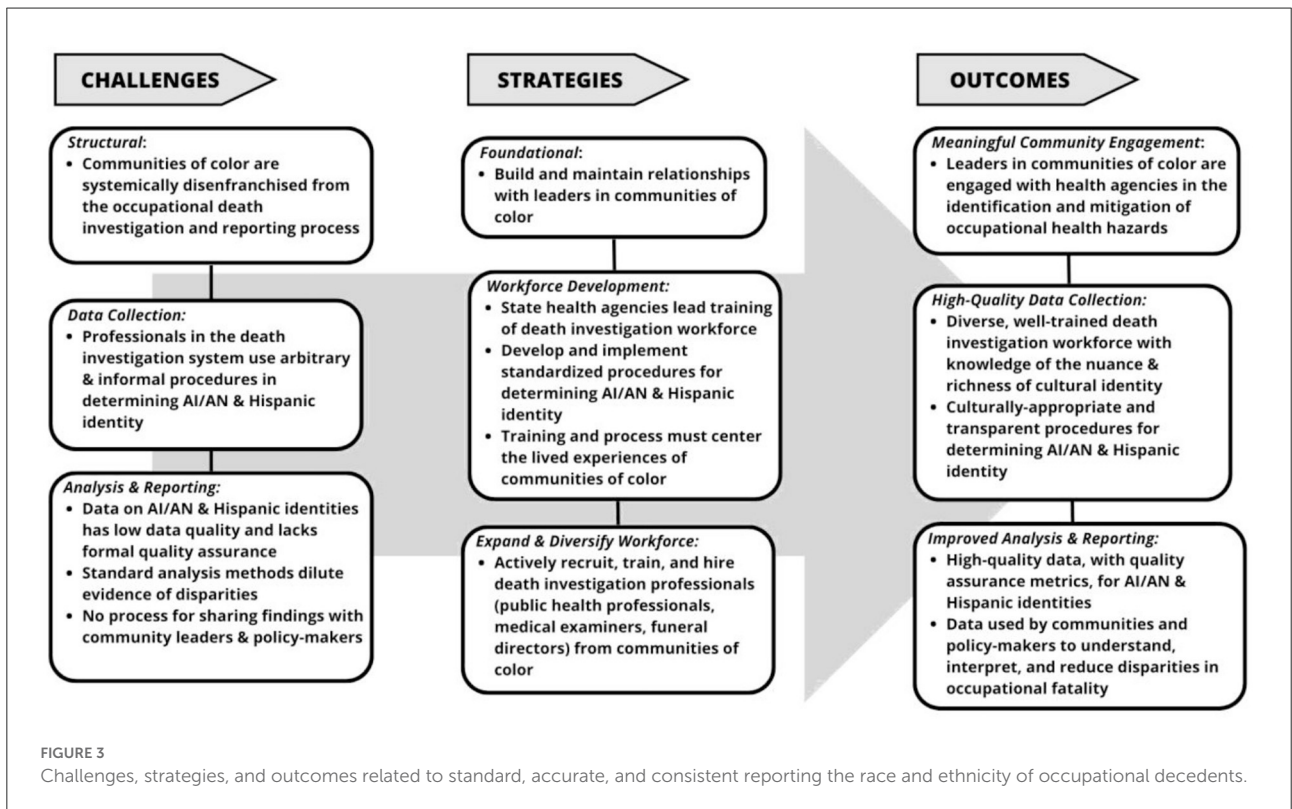 CHALLENGES
Structural:
• Communities of color are
systemically disenfranchised from
the occupational death
investigation and reporting process
Data Collection:
• Professionals in the death
investigation system use arbitrary
& informal procedures in
determining AI/AN & Hispanic
identity
Analysis & Reporting:
• Data on AI/AN & Hispanic identities
has low data quality and lacks
formal quality assurance
• Standard analysis methods dilute
evidence of disparities
• No process for sharing findings with
community leaders & policy-makers
STRATEGIES
Foundational:
• Build and maintain relationships
with leaders in communities of
color
Workforce Development:
• State health agencies lead training
of death investigation workforce
• Develop and implement
standardized procedures for
determining AI/AN & Hispanic
identity
• Training and process must center
the lived experiences of
communities of color
Expand & Diversify Workforce:
• Actively recruit, train, and hire
death investigation professionals
(public health professionals,
medical examiners, funeral
directors) from communities of
color
OUTCOMES
Meaningful Community Engagement:
• Leaders in communities of color are
engaged with health agencies in the
identification and mitigation of
occupational health hazards
High-Quality Data Collection:
• Diverse, well-trained death
investigation workforce with
knowledge of the nuance &
richness of cultural identity
• Culturally-appropriate and
transparent procedures for
determining AI/AN & Hispanic
identity
Improved Analysis & Reporting:
• High-quality data, with quality
assurance metrics, for AI/AN &
Hispanic identities
• Data used by communities and
policy-makers to understand,
interpret, and reduce disparities in
occupational fatality
FIGURE 3
Challenges, strategies, and outcomes related to standard, accurate, and consistent reporting the race and ethnicity of occupational decedents.